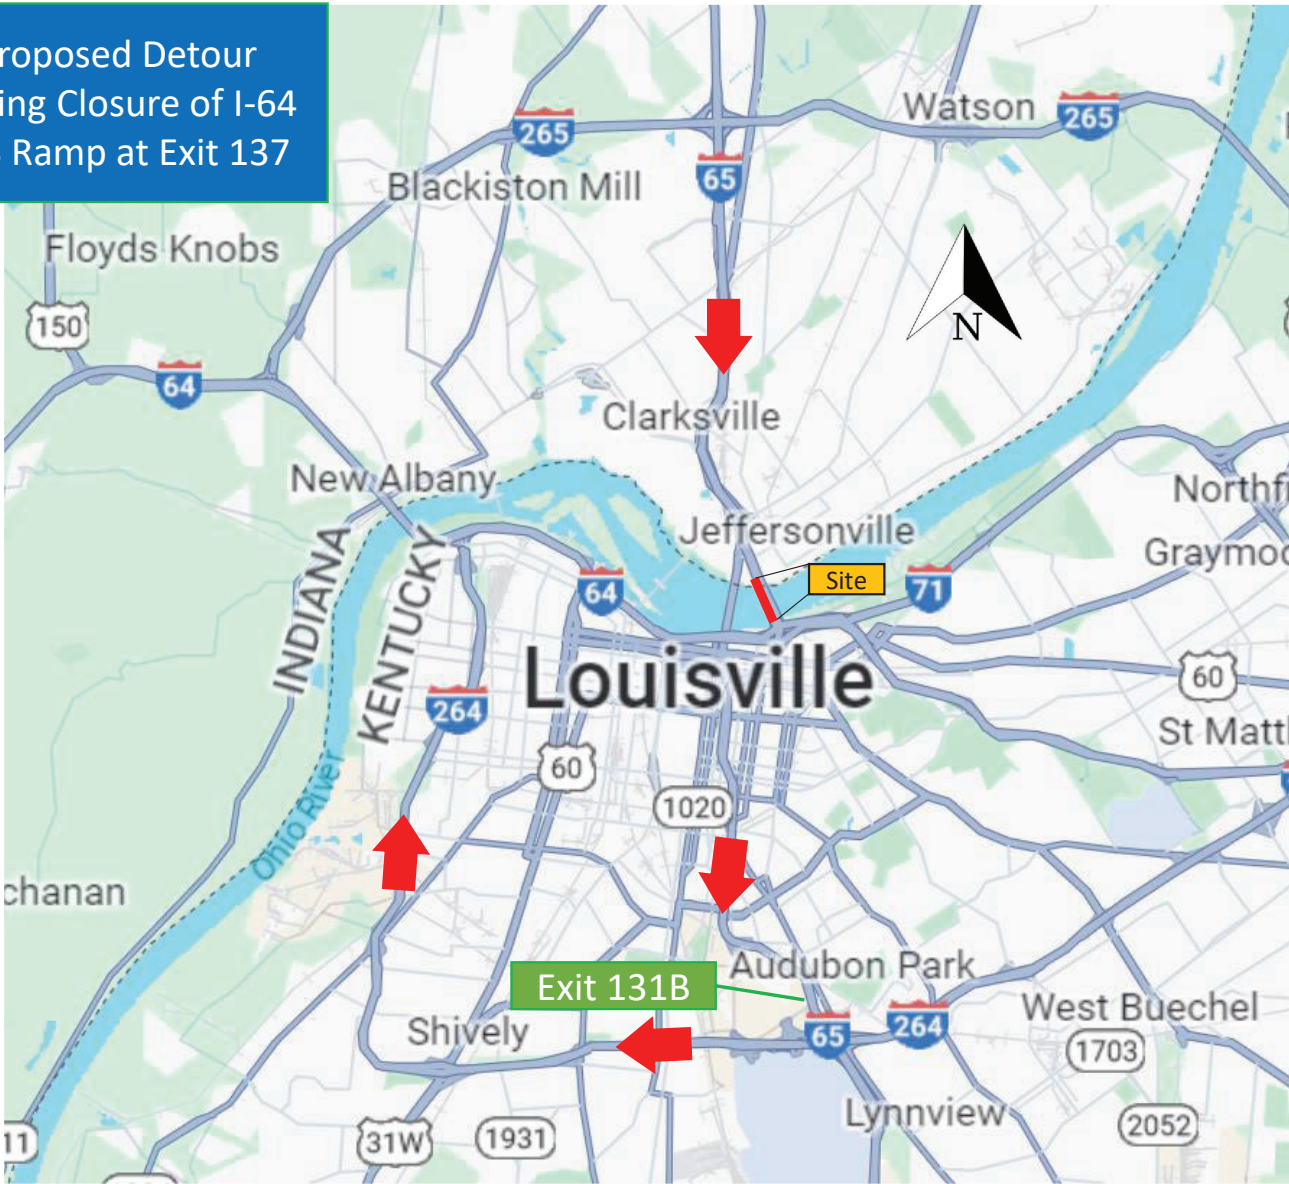 roposed Detour
ing Closure of I-64
Ramp at Exit 137
265
Watson
265
65
Blackiston Mill
Floyds Knobs
150
N
64
Clarksville
New Albany
Jeffersonville
Northfi
Graymoo
INDIANA
KENTUCKY
64
Site
71
Louisville
60
264
St Matt
60
1020
Ohio River
chanan
Exit 131B
Audubon Park
Shively
65
264
West Buechel
1703
Lynnview
11
31W
1931
2052